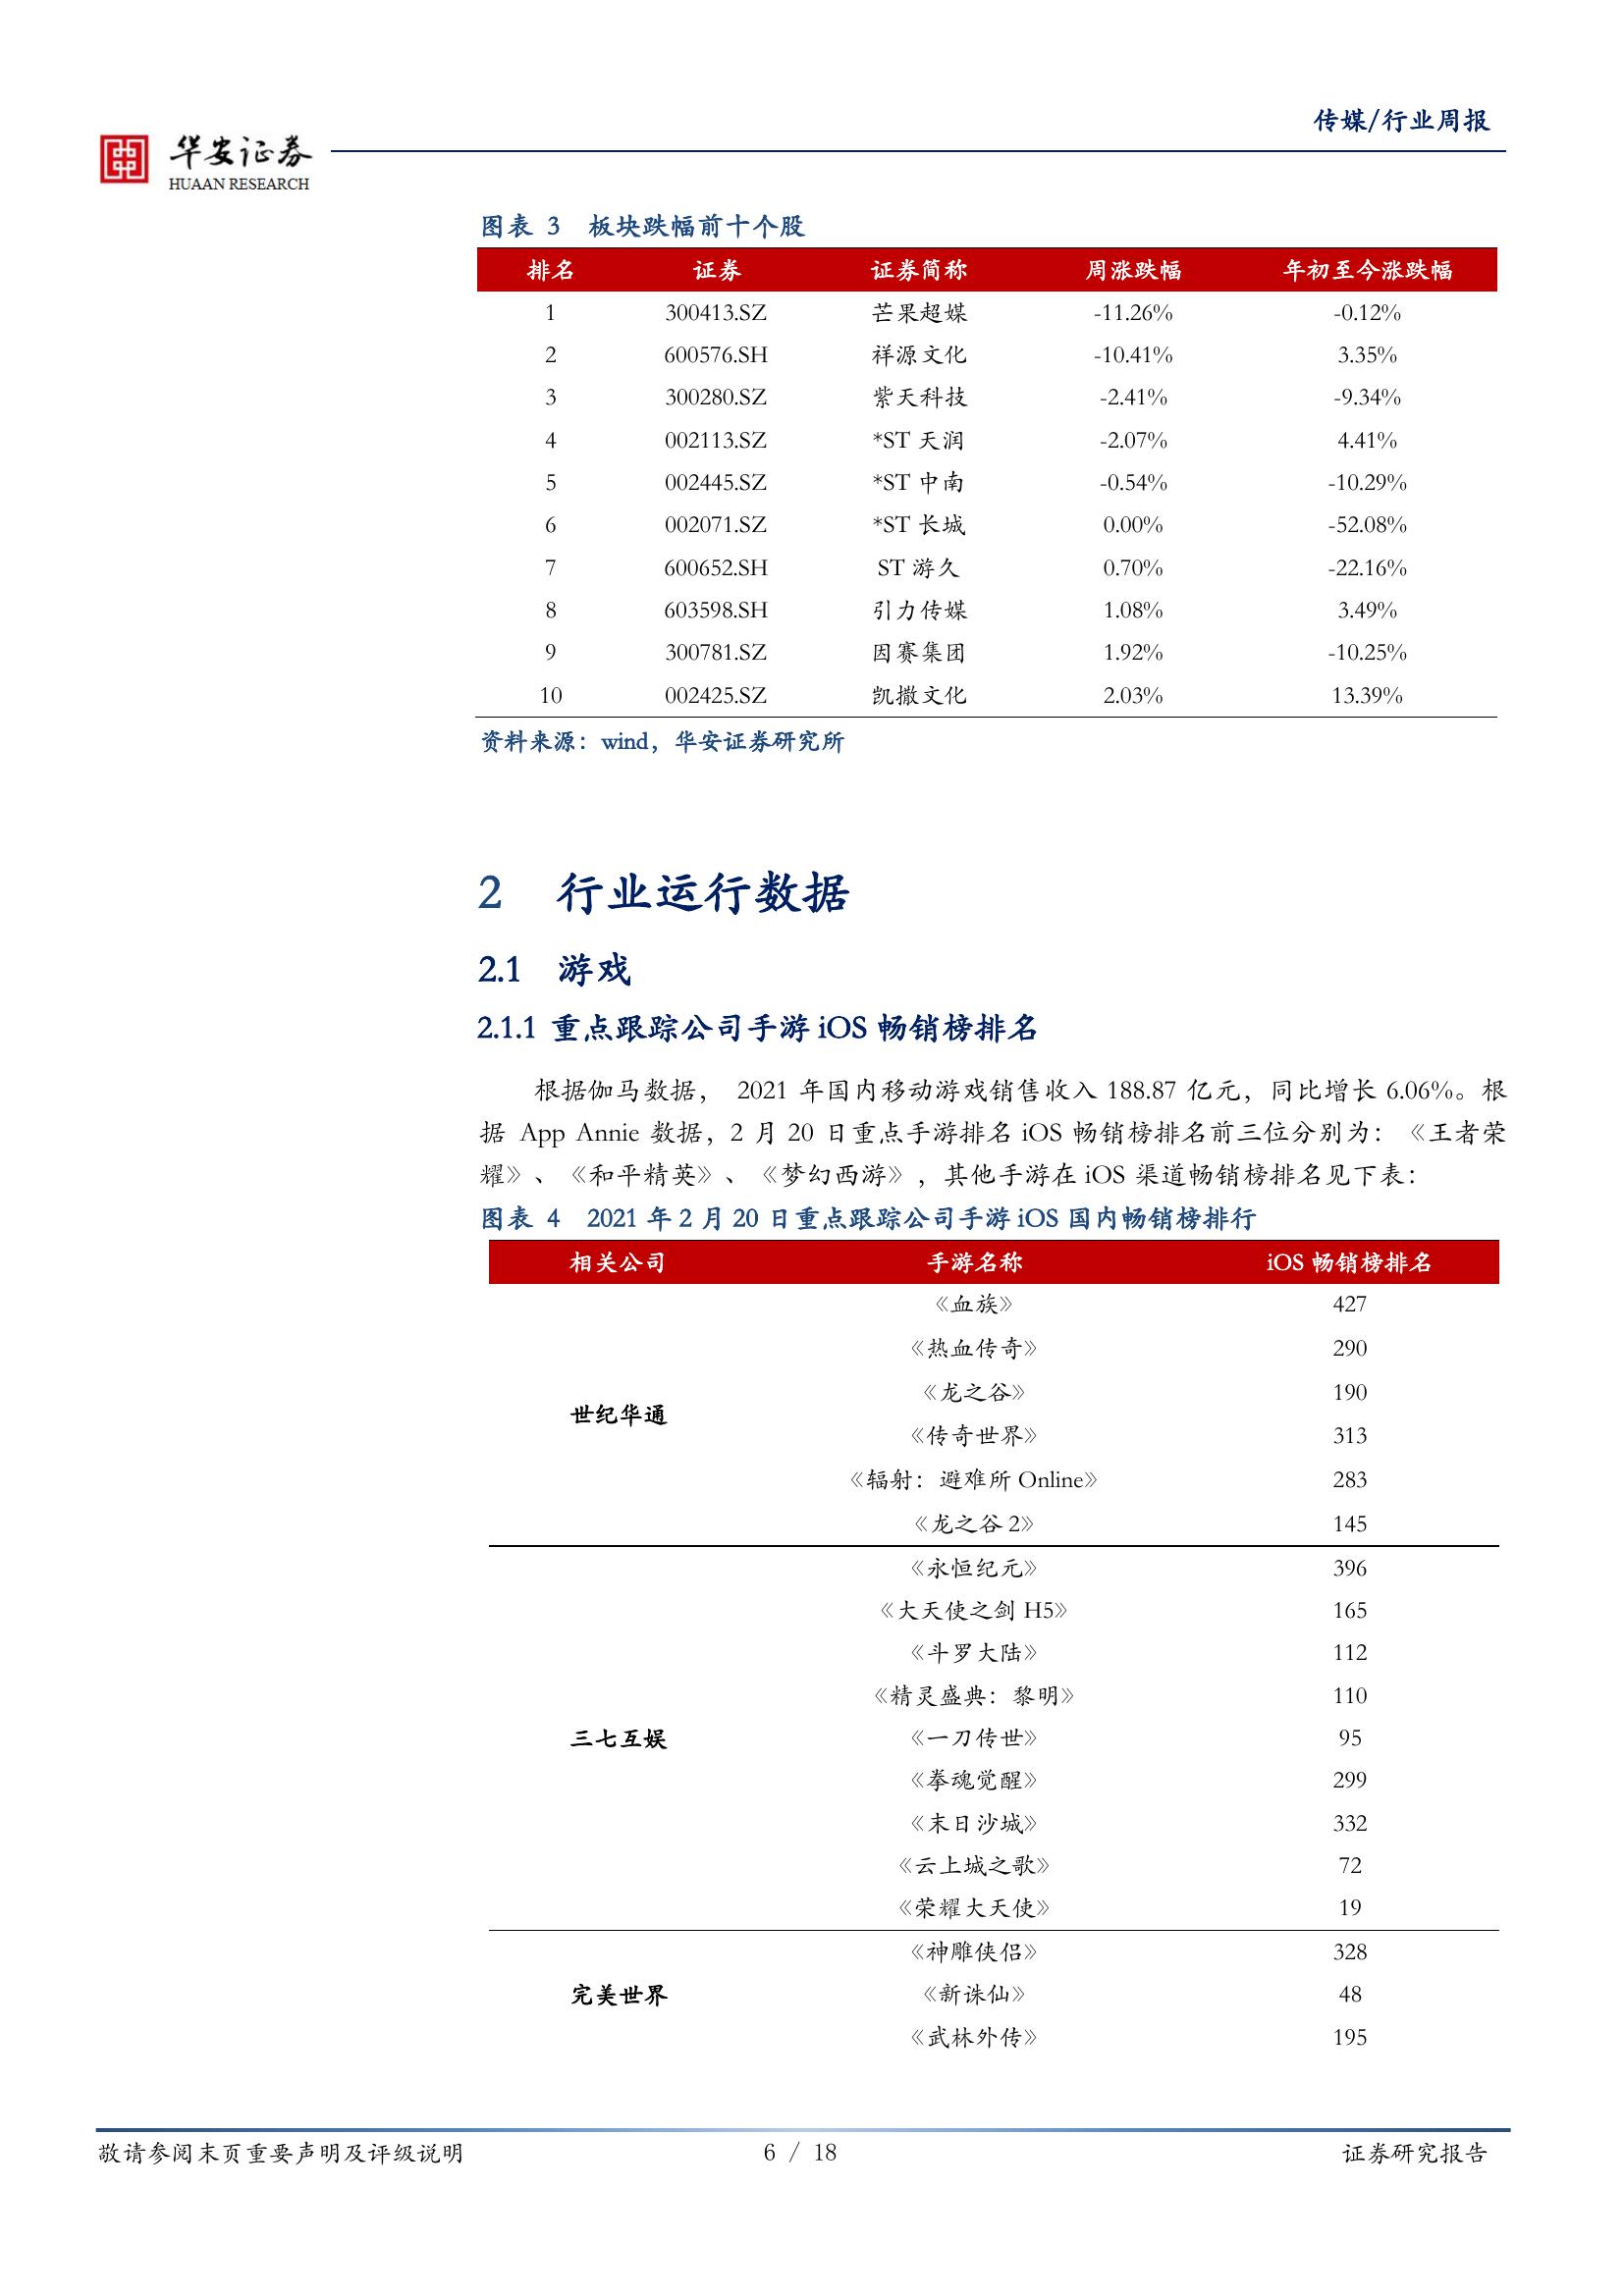 传媒/行业周报
华安证券
HUAAN RESEARCH
图表 3 板块跌幅前十个股
排名 证券 证券简称 周涨跌幅 年初至今涨跌幅
1 300413.SZ 芒果超媒 -11.26% -0.12%
2 600576.SH 祥源文化 -10.41% 3.35%
3 300280.SZ 紫天科技 -2.41% -9.34%
4 002113.SZ *ST 天润 -2.07% 4.41%
5 002445.SZ *ST 中南 -0.54% -10.29%
6 002071.SZ *ST 长城 0.00% -52.08%
7 600652.SH ST 游久 0.70% -22.16%
8 603598.SH 引力传媒 1.08% 3.49%
9 300781.SZ 因赛集团 1.92% -10.25%
10 002425.SZ 凯撒文化 2.03% 13.39%
资料来源：wind，华安证券研究所
2 行业运行数据
2.1 游戏
2.1.1 重点跟踪公司手游 iOS 畅销榜排名
根据伽马数据， 2021 年国内移动游戏销售收入 188.87 亿元，同比增长 6.06%。根
据 App Annie 数据，2 月 20 日重点手游排名 iOS 畅销榜排名前三位分别为：《王者荣
耀》、《和平精英》、《梦幻西游》，其他手游在 iOS 渠道畅销榜排名见下表：
图表 4 2021 年 2 月 20 日重点跟踪公司手游 iOS 国内畅销榜排行
相关公司 手游名称 iOS 畅销榜排名
《血族》 427
《热血传奇》 290
《龙之谷》 190
世纪华通
《传奇世界》 313
《辐射：避难所 Online》 283
《龙之谷 2》 145
《永恒纪元》 396
《大天使之剑 H5》 165
《斗罗大陆》 112
《精灵盛典：黎明》 110
三七互娱 《一刀传世》 95
《拳魂觉醒》 299
《末日沙城》 332
《云上城之歌》 72
《荣耀大天使》 19
《神雕侠侣》 328
完美世界 《新诛仙》 48
《武林外传》 195
敬请参阅末页重要声明及评级说明 6 / 18 证券研究报告